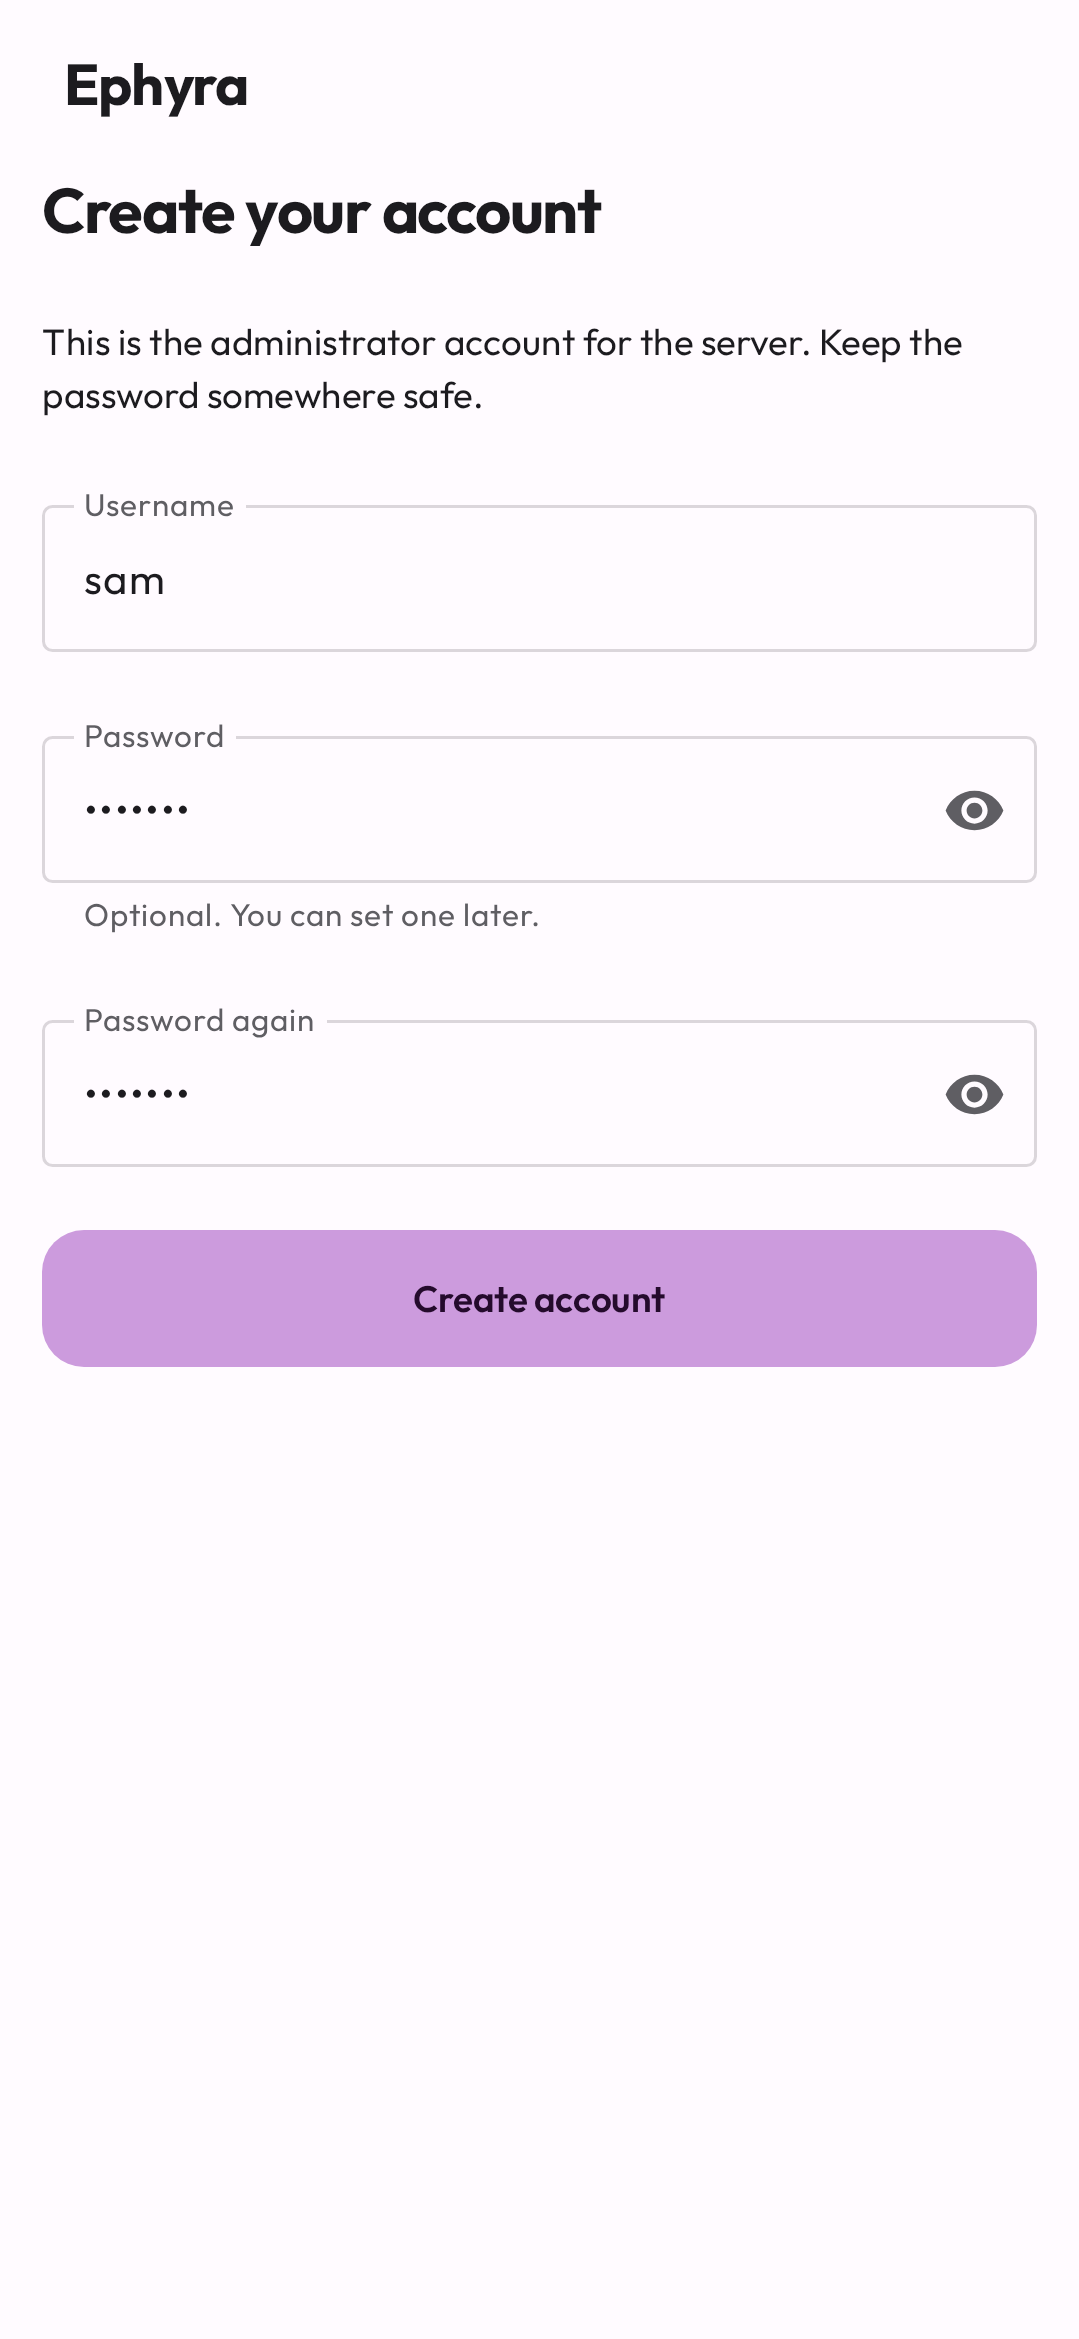 Ephyra
Create your account
This is the administrator account for the server. Keep the
password somewhere safe.
Username
sam
Password
•••••••
Optional. You can set one later.
Password again
•••••••
Create account